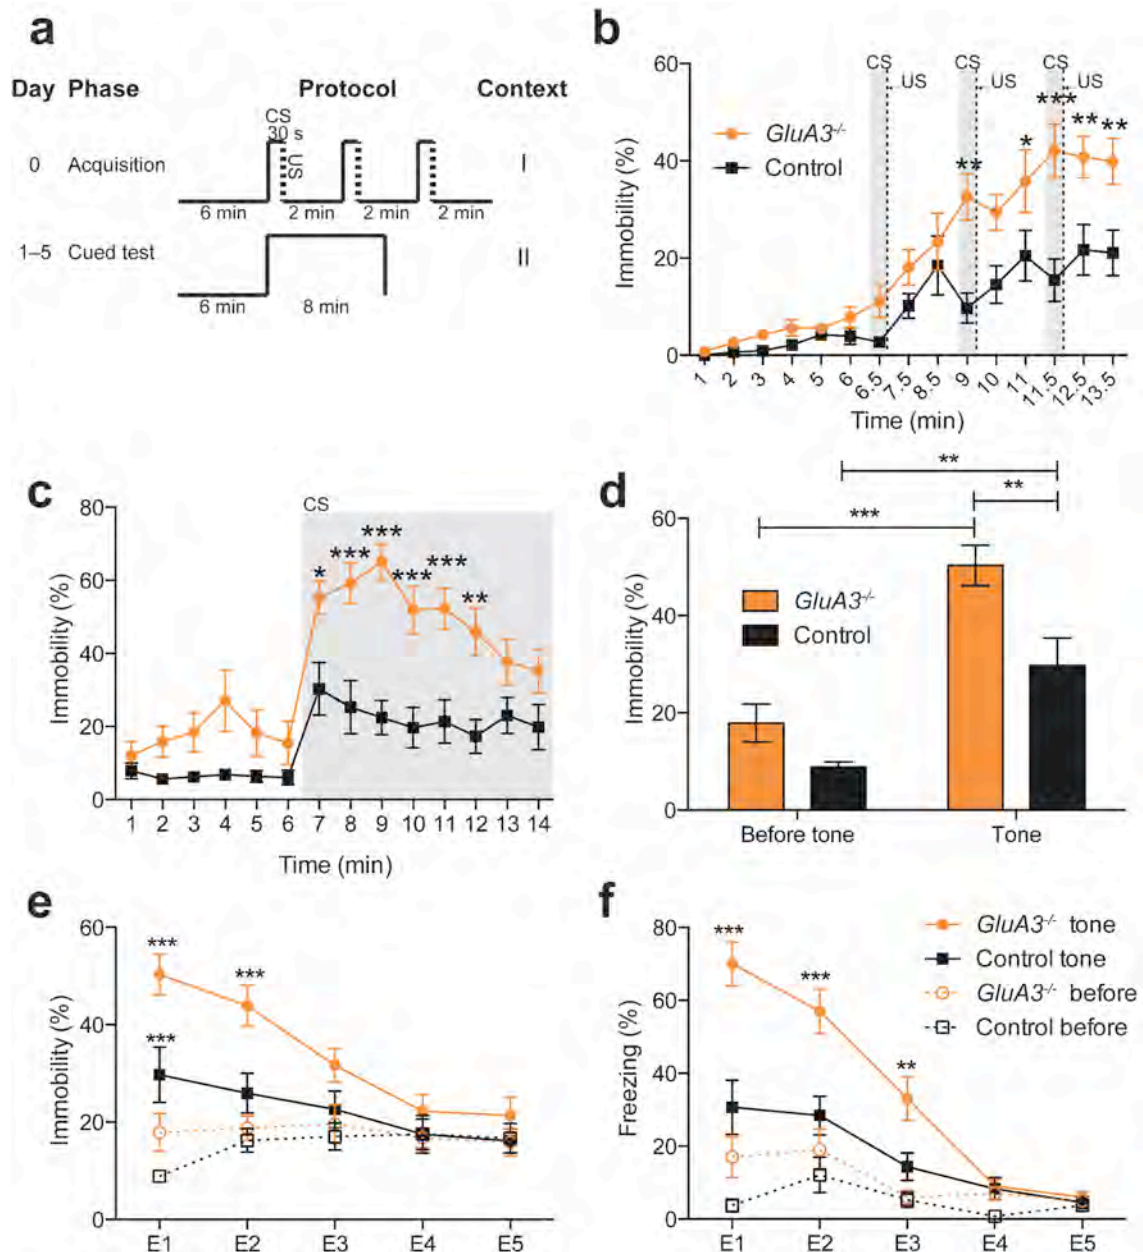 a
Day Phase Protocol Context
CS
30 s
US
0 Acquisition I
6 min 2 min 2 min 2 min
1–5 Cued test II
6 min 8 min
b
CS CS CS
US US US
60
40
20
0
Immobility (%)
GluA3-/-
Control
** * *** ** **
1 2 3 4 5 6 6.5 7.5 8.5 9 10 11 11.5 12.5 13.5
Time (min)
c
CS
80
60
40
20
0
Immobility (%)
* *** *** *** *** **
1 2 3 4 5 6 7 8 9 10 11 12 13 14
Time (min)
d
**
**
***
60
40
20
0
Immobility (%)
GluA3-/-
Control
Before tone Tone
e
60
40
20
0
Immobility (%)
*** ***
***
E1 E2 E3 E4 E5
f
80
60
40
20
0
Freezing (%)
*** *** **
GluA3-/- tone
Control tone
GluA3-/- before
Control before
E1 E2 E3 E4 E5